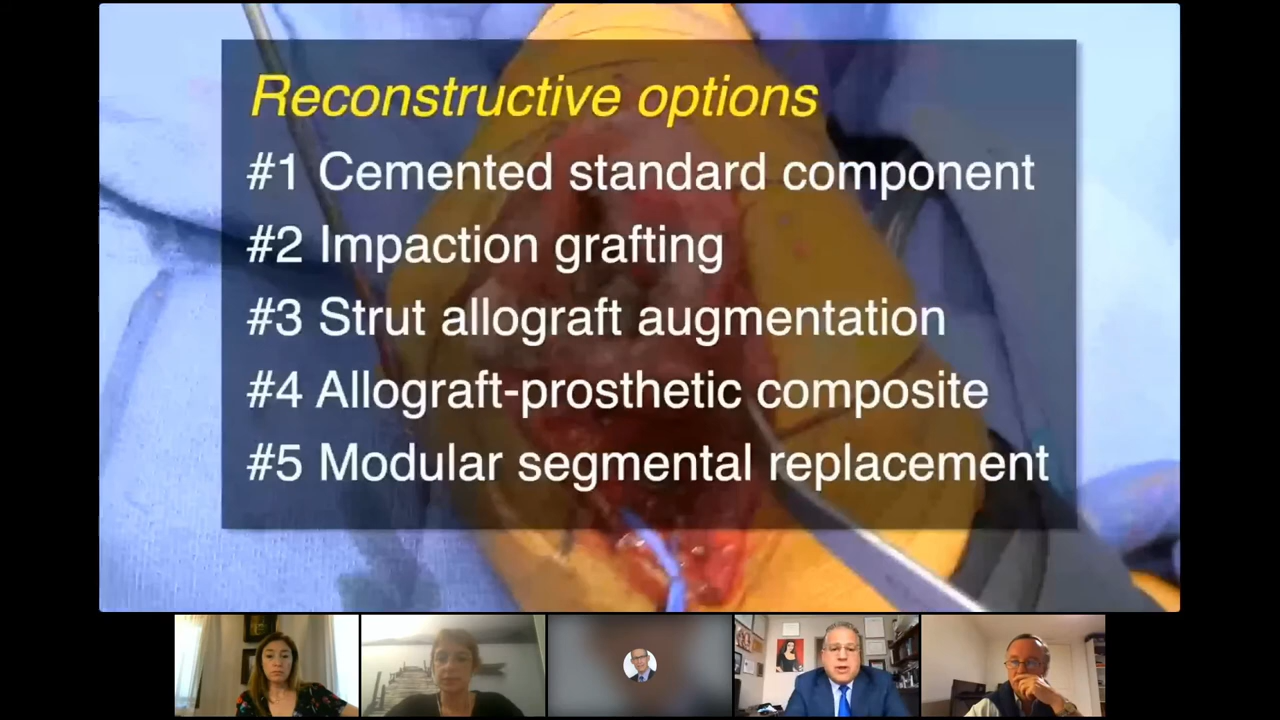 Reconstructive options
#1 Cemented standard component
#2 Impaction grafting
#3 Strut allograft augmentation
#4 Allograft-prosthetic composite
#5 Modular segmental replacement